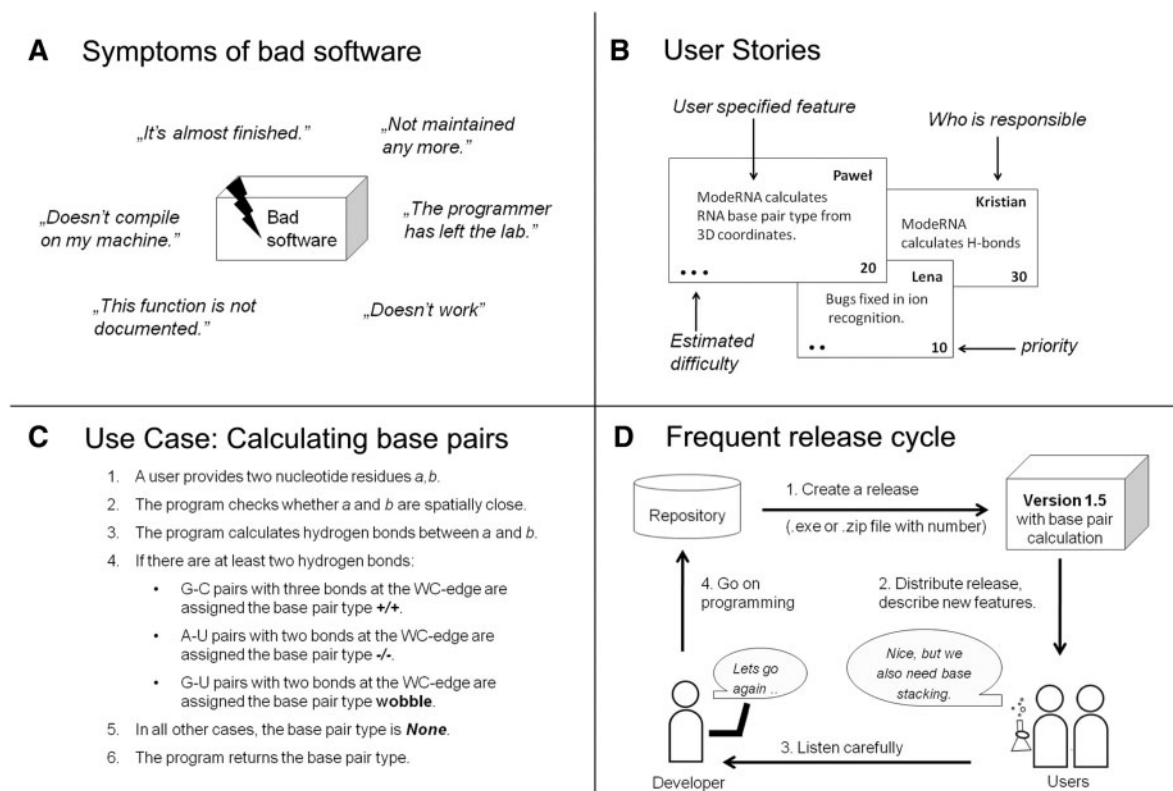 A Symptoms of bad software
„It's almost finished.”
„Not maintained
any more.”
„Doesn't compile
on my machine.”
Bad
software
„The programmer
has left the lab.”
„This function is not
documented.”
„Doesn't work”
B User Stories
User specified feature
Who is responsible
Paweł
ModeRNA calculates
RNA base pair type from
3D coordinates.
20
Kristian
ModeRNA
calculates H-bonds
30
Lena
Bugs fixed in ion
recognition.
10
Estimated
difficulty
priority
C Use Case: Calculating base pairs
1. A user provides two nucleotide residues a,b.
2. The program checks whether a and b are spatially close.
3. The program calculates hydrogen bonds between a and b.
4. If there are at least two hydrogen bonds:
• G-C pairs with three bonds at the WC-edge are
assigned the base pair type +/+.
• A-U pairs with two bonds at the WC-edge are
assigned the base pair type -/-.
• G-U pairs with two bonds at the WC-edge are
assigned the base pair type wobble.
5. In all other cases, the base pair type is None.
6. The program returns the base pair type.
D Frequent release cycle
Repository
1. Create a release
(.exe or .zip file with number)
Version 1.5
with base pair
calculation
2. Distribute release,
describe new features.
4. Go on
programming
Lets go
again ..
Nice, but we
also need base
stacking.
3. Listen carefully
Developer
Users